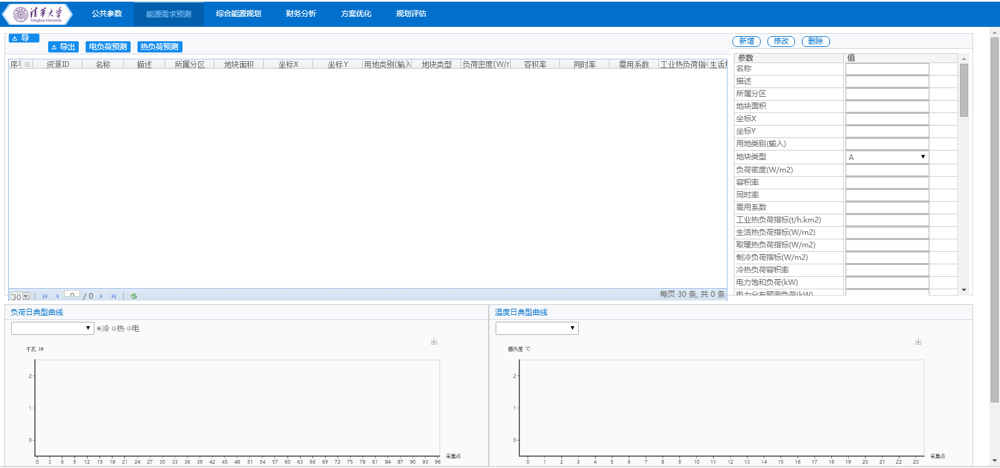 清华大学
Tsinghua University
公共参数 能源需求预测 综合能源规划 财务分析 方案优化 规划评估
导
导出 电负荷预测 热负荷预测
新增 修改 删除
资源ID 名称 描述 所属分区 地块面积 坐标X 坐标Y 用地类别(输入 地块类型 负荷密度(W/r 容积率 同时率 需用系数 工业热负荷指 生活
参数 值
名称
描述
所属分区
地块面积
坐标X
坐标Y
用地类别(输入)
地块类型 A
负荷密度(W/m2)
容积率
同时率
需用系数
工业热负荷指标(t/h.km2)
生活热负荷指标(W/m2)
取暖热负荷指标(W/m2)
制冷负荷指标(W/m2)
冷热负荷容积率
电力饱和负荷(kW)
电力分布预测负荷(kW)
30 0 / 0 每页 30 条, 共 0 条
负荷日典型曲线
冷 热 电
千瓦 kW
2
1
0
0 3 6 9 12 15 18 21 24 27 30 33 36 39 42 45 48 51 54 57 60 63 66 69 72 75 78 81 84 87 90 93 96
采集点
温度日典型曲线
摄氏度 ℃
2
1
0
0 1 2 3 4 5 6 7 8 9 10 11 12 13 14 15 16 17 18 19 20 21 22 23
采集点